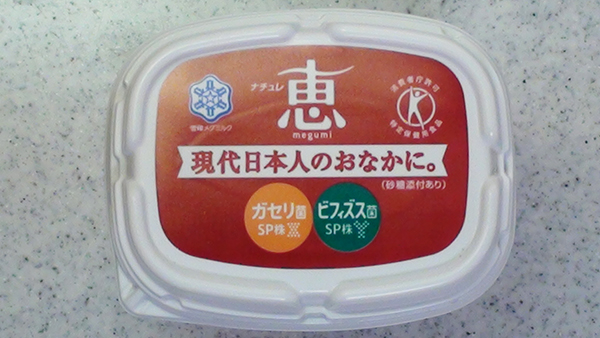 ナチュレ
恵
megumi
雪印メグミルク
消費者庁許可
特定保健用食品
現代日本人のおなかに。
(砂糖添付あり)
ガセリ菌
SP株
ビフィズス菌
SP株